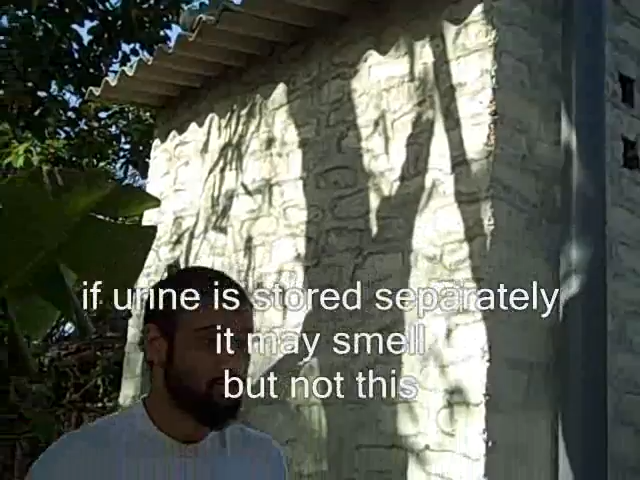 if urine is stored separately
it may smell
but not this